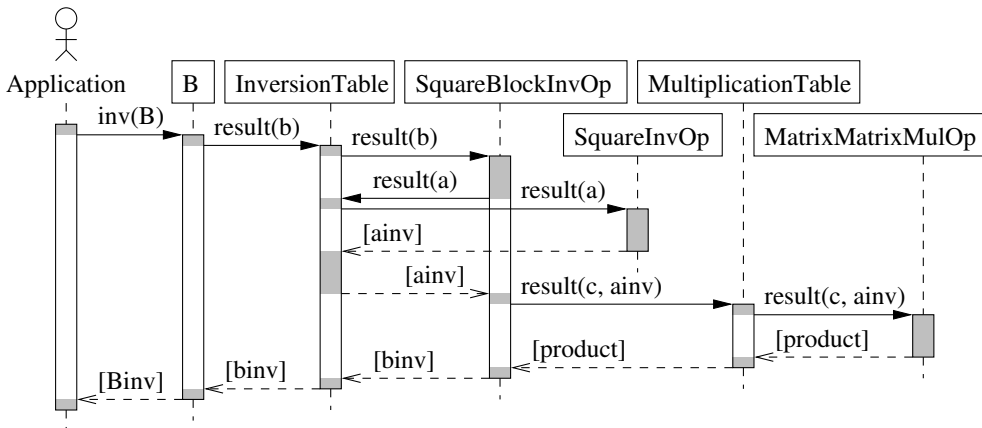 Application
B
InversionTable
SquareBlockInvOp
MultiplicationTable
inv(B)
result(b)
result(b)
SquareInvOp
MatrixMatrixMulOp
result(a)
result(a)
[ainv]
[ainv]
result(c, ainv)
result(c, ainv)
[product]
[product]
[binv]
[binv]
[Binv]